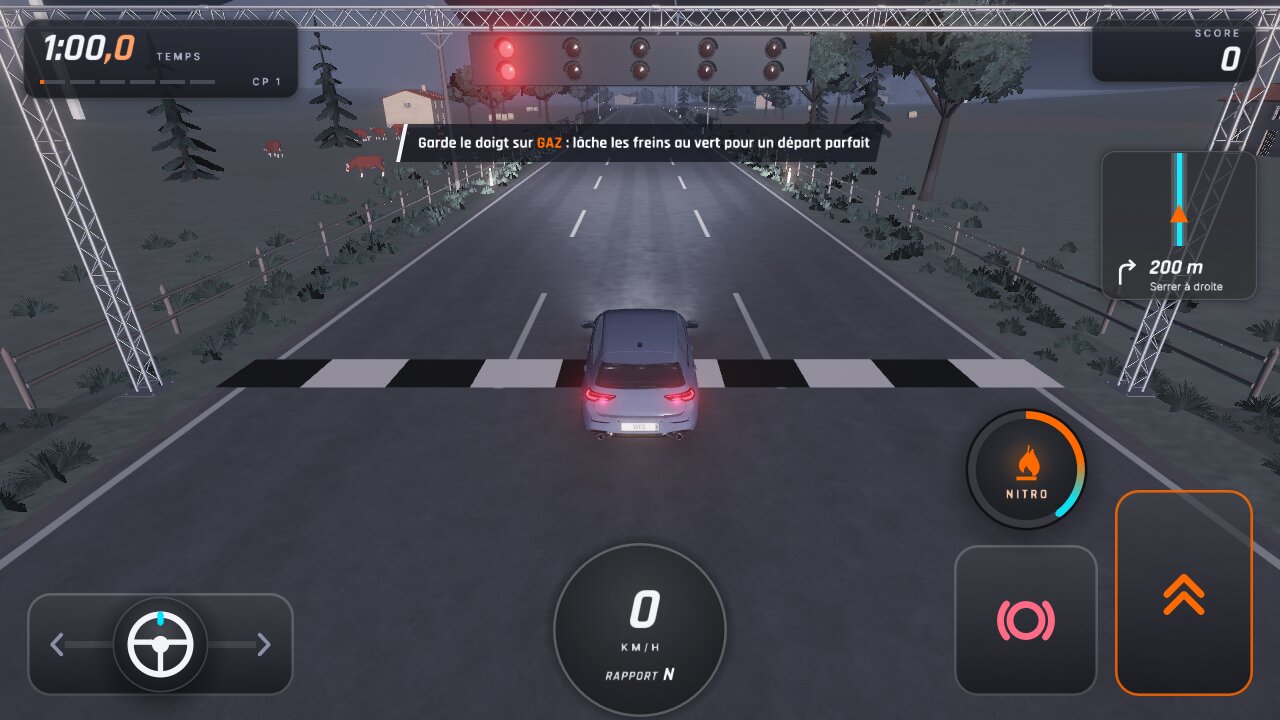 1:00,0 TEMPS
CP 1
SCORE
0
Garde le doigt sur GAZ : lâche les freins au vert pour un départ parfait
200 m
Serrer à droite
WFS
NITRO
0
KM/H
RAPPORT N